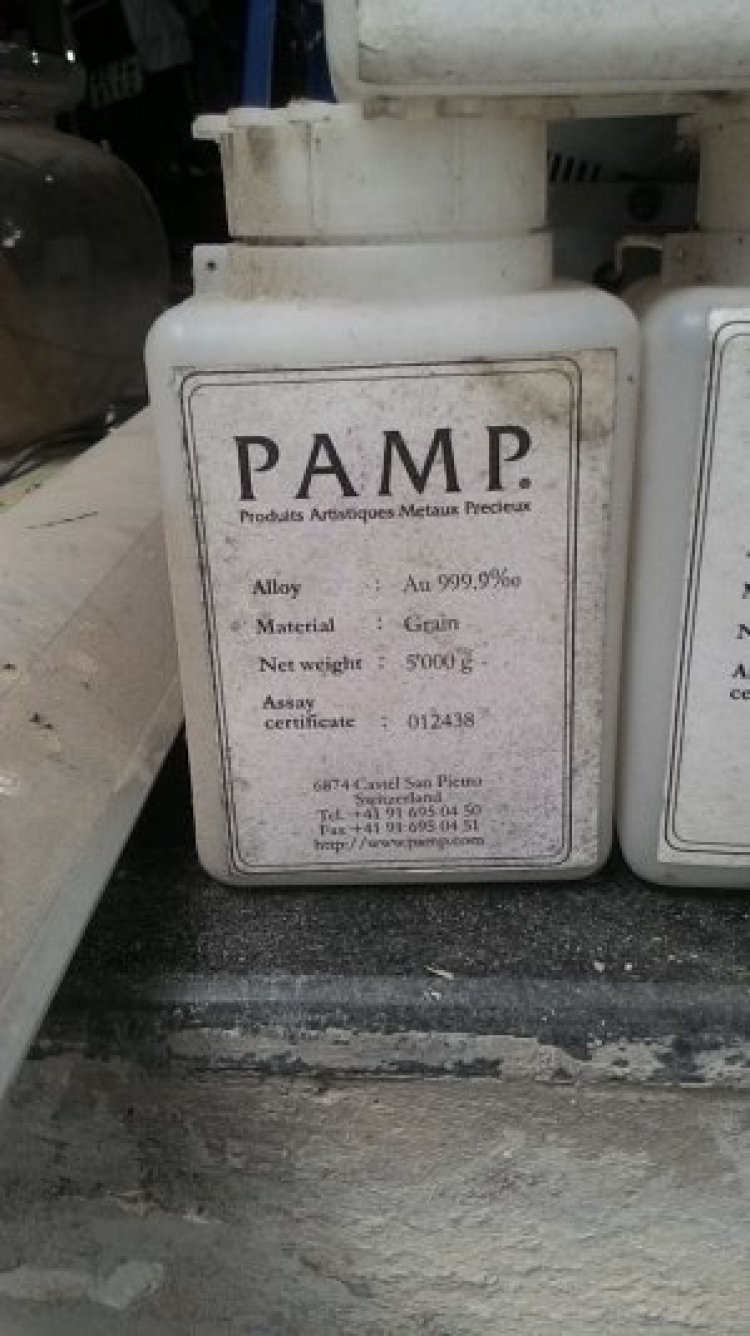 PAMP.
Produits Artistiques Metaux Precieux
Alloy : Au 999.9‰
Material : Grain
Net weight : 5'000 g
Assay
certificate : 012438
6874 Castel San Pietro
Switzerland
Tel. +41 91 695 04 50
Fax +41 91 695 04 51
http://www.pamp.com